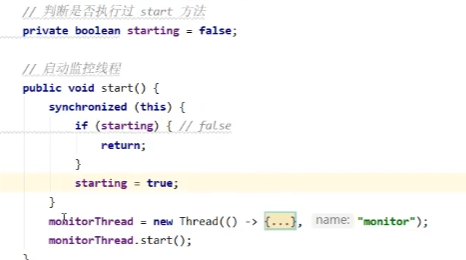 // 判断是否执行过 start 方法
private boolean starting = false;
// 启动监控线程
public void start() {
synchronized (this) {
if (starting) { // false
return;
}
starting = true;
}
monitorThread = new Thread(() -> {...}, name: "monitor");
monitorThread.start();
}